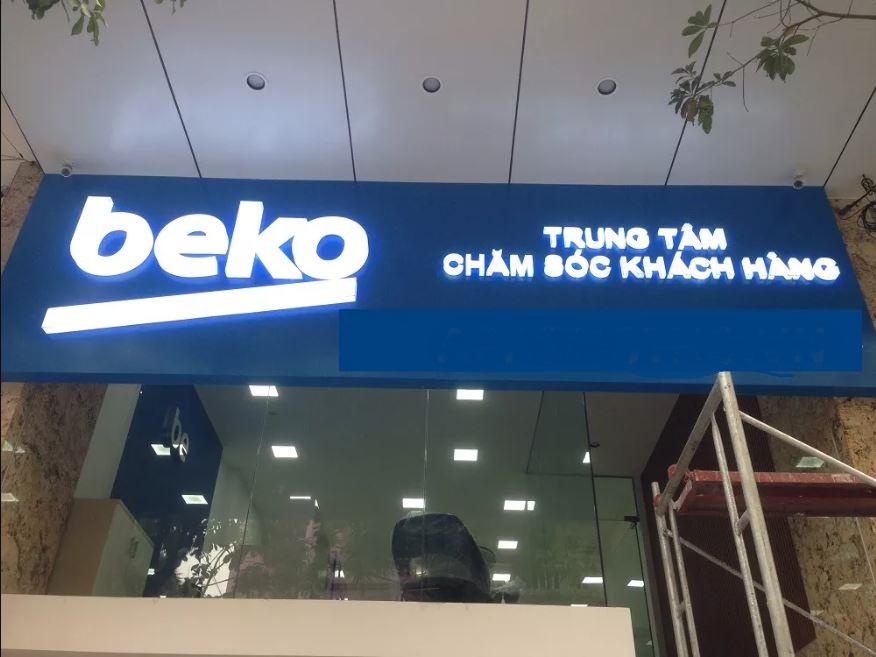 beko
TRUNG TÂM
CHĂM SÓC KHÁCH HÀNG